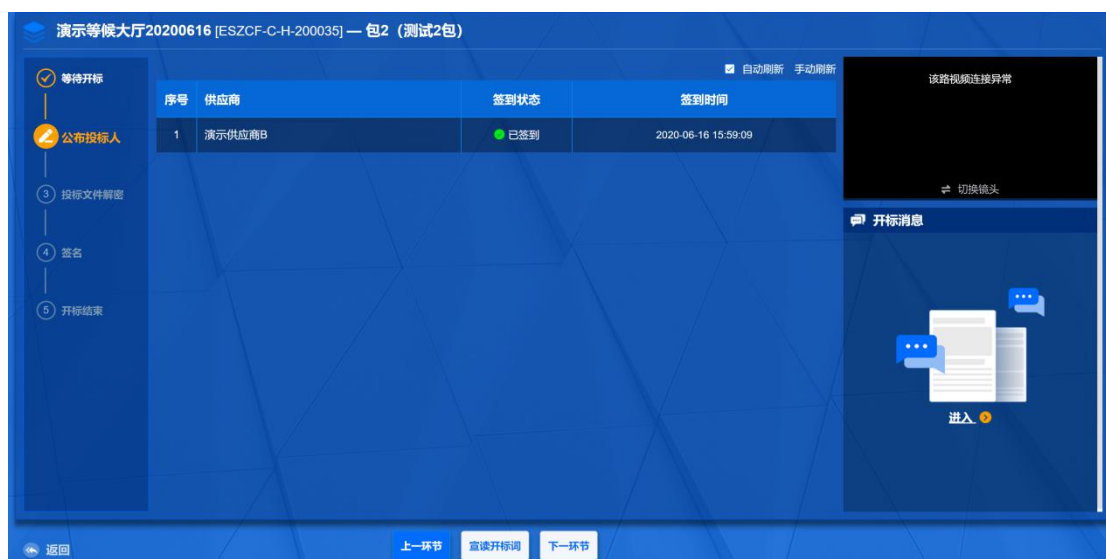 演示等候大厅20200616 [ESZCF-C-H-200035] — 包2（测试2包）
等待开标
公布投标人
3 投标文件解密
4 签名
5 开标结束
自动刷新 手动刷新
序号 供应商 签到状态 签到时间
1 演示供应商B 已签到 2020-06-16 15:59:09
该路视频连接异常
切换镜头
开标消息
进入
返回
上一环节 宣读开标词 下一环节